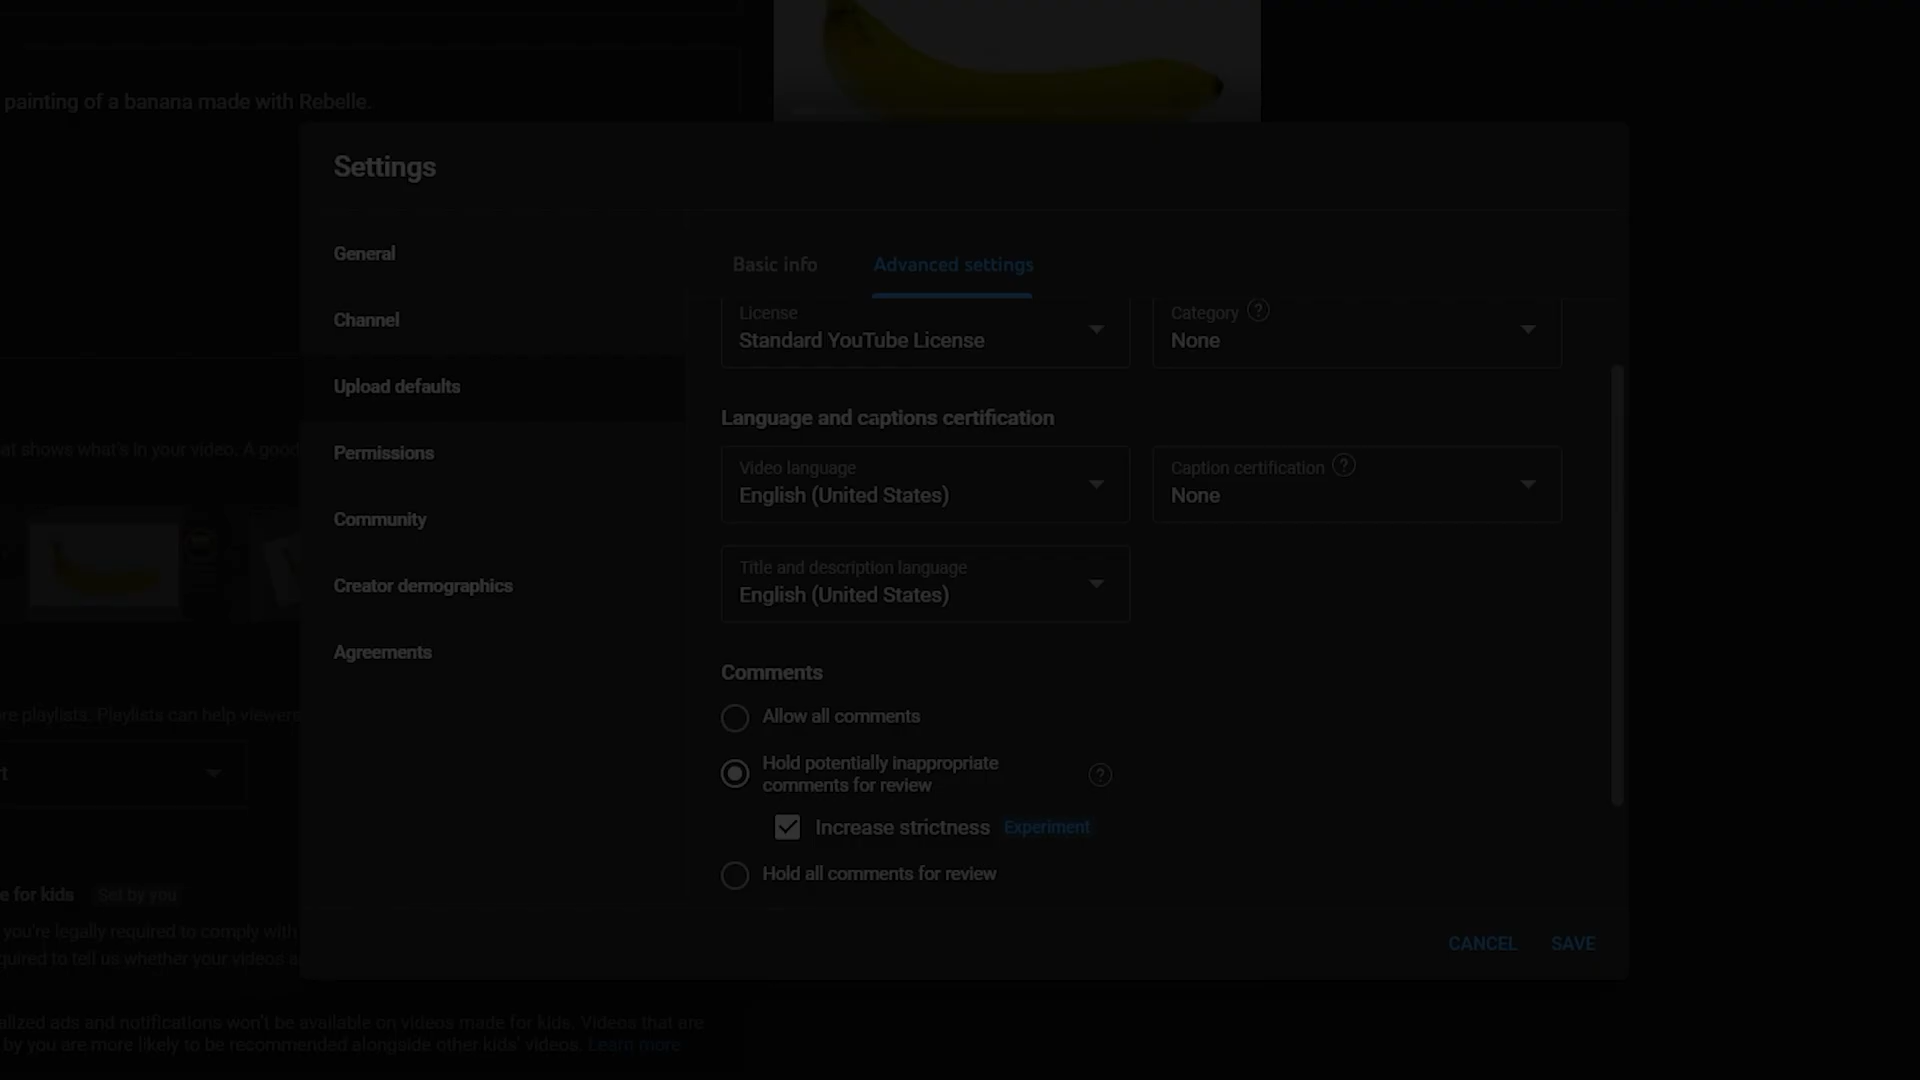 painting of a banana made with Rebelle.
Settings
General
Channel
Upload defaults
Permissions
Community
Creator demographics
Agreements
Basic info
Advanced settings
License
Standard YouTube License
Category
None
Language and captions certification
Video language
English (United States)
Caption certification
None
Title and description language
English (United States)
Comments
Allow all comments
Hold potentially inappropriate
comments for review
Increase strictness Experiment
Hold all comments for review
CANCEL
SAVE
at shows what's in your video. A good
re playlists. Playlists can help viewers
t
e for kids Set by you
you're legally required to comply with
quired to tell us whether your videos a
alized ads and notifications won't be available on videos made for kids. Videos that are
by you are more likely to be recommended alongside other kids' videos. Learn more